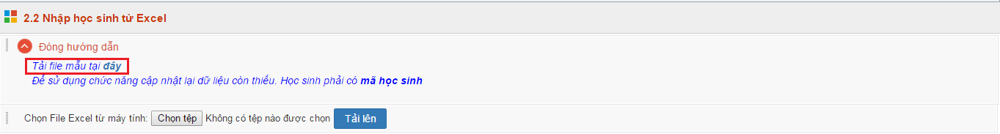 2.2 Nhập học sinh từ Excel
Đóng hướng dẫn
Tải file mẫu tại đây
Để sử dụng chức năng cập nhật lại dữ liệu còn thiếu. Học sinh phải có mã học sinh
Chọn File Excel từ máy tính: Chọn tệp Không có tệp nào được chọn Tải lên